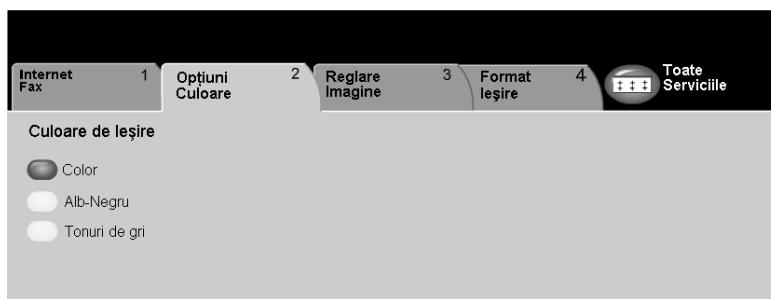 Internet 1
Fax
Opțiuni 2
Culoare
Reglare 3
Imagine
Format 4
Ieșire
Toate
Serviciile
Culoare de Ieșire
Color
Alb-Negru
Tonuri de gri